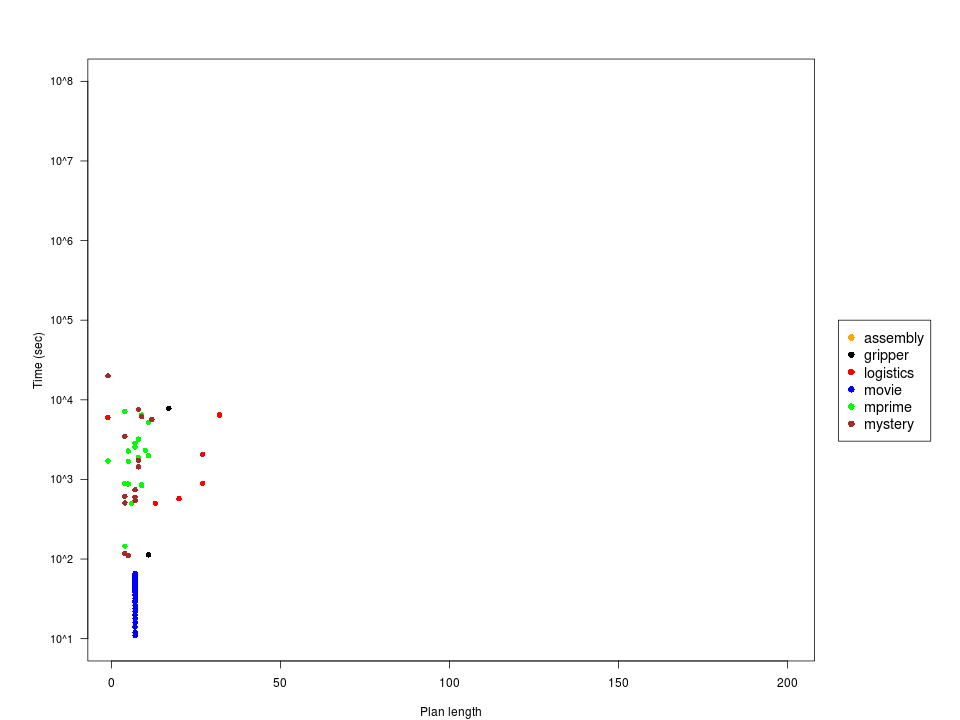 10^8
10^7
10^6
10^5
10^4
10^3
10^2
10^1
Time (sec)
0 50 100 150 200
Plan length
assembly
gripper
logistics
movie
mprime
mystery